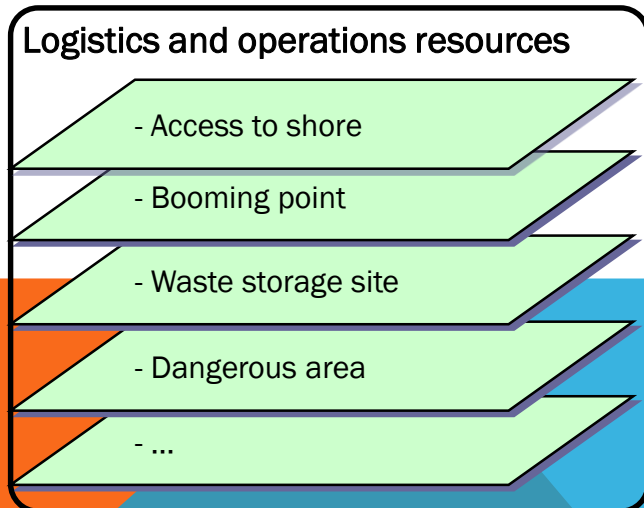 Logistics and operations resources
- Access to shore
- Booming point
- Waste storage site
- Dangerous area
- ...